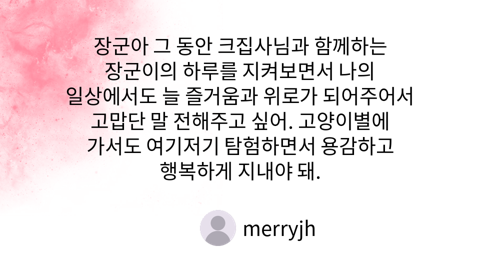 장군아 그 동안 크집사님과 함께하는
장군이의 하루를 지켜보면서 나의
일상에서도 늘 즐거움과 위로가 되어주어서
고맙단 말 전해주고 싶어. 고양이별에
가서도 여기저기 탐험하면서 용감하고
행복하게 지내야 돼.
merryjh